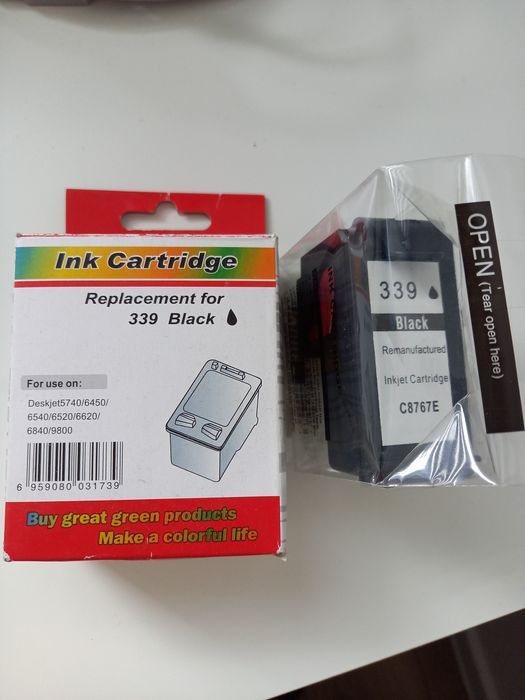 Ink Cartridge
Replacement for
339 Black
For use on:
Deskjet5740/6450/
6540/6520/6620/
6840/9800
6 959080 031739
Buy great green products
Make a colorful life
339
Black
Remanufactured
Inkjet Cartridge
C8767E
OPEN (Tear open here)